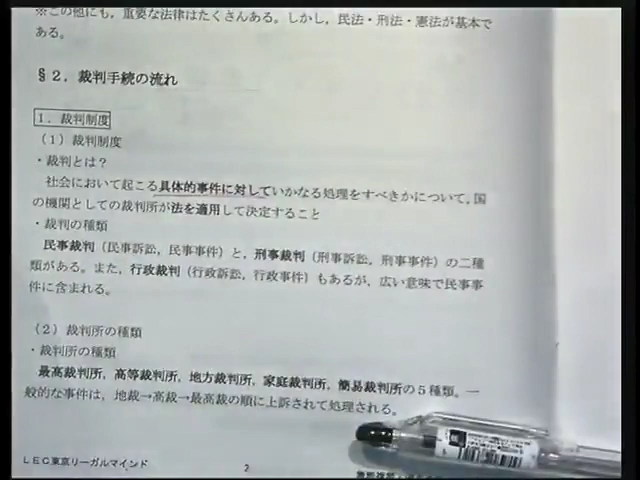 ※この他にも，重要な法律はたくさんある。しかし，民法・刑法・憲法が基本で
ある。
§２．裁判手続の流れ
１．裁判制度
（１）裁判制度
・裁判とは？
社会において起こる具体的事件に対していかなる処理をすべきかについて，国
の機関としての裁判所が法を適用して決定すること
・裁判の種類
民事裁判（民事訴訟，民事事件）と，刑事裁判（刑事訴訟，刑事事件）の二種
類がある。また，行政裁判（行政訴訟，行政事件）もあるが，広い意味で民事事
件に含まれる。
（２）裁判所の種類
・裁判所の種類
最高裁判所，高等裁判所，地方裁判所，家庭裁判所，簡易裁判所の５種類。一
般的な事件は，地裁→高裁→最高裁の順に上訴されて処理される。
ＬＥＣ東京リーガルマインド
2